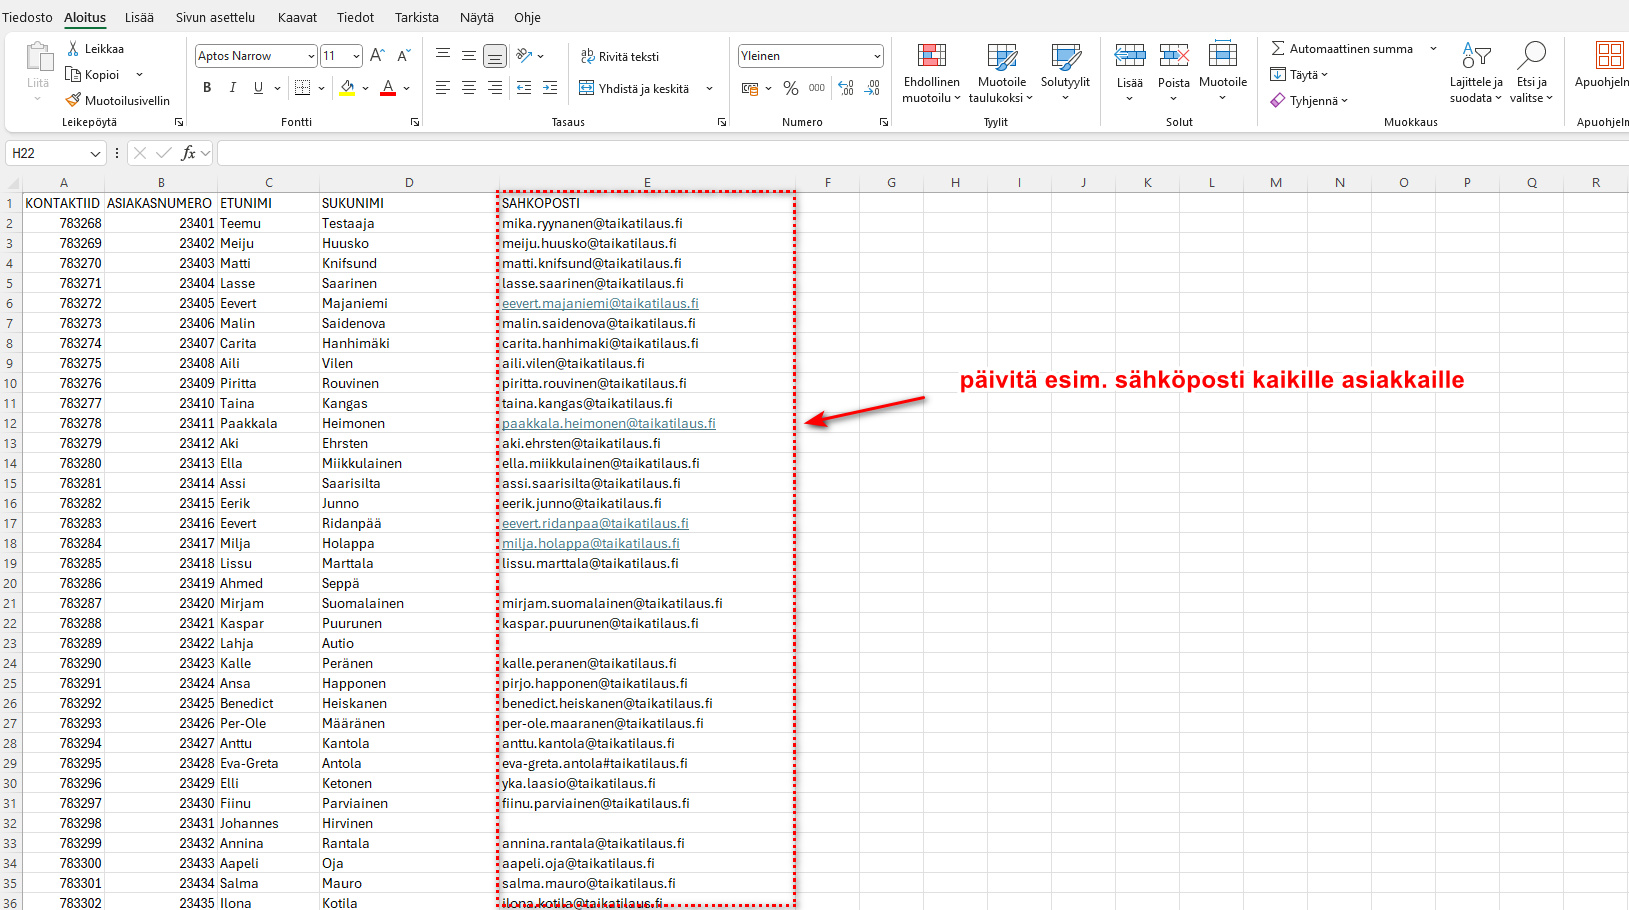 Tiedosto Aloitus Lisää Sivun asettelu Kaavat Tiedot Tarkista Näytä Ohje
Liitä
Leikkaa
Kopioi
Muotoilusivellin
Leikepöytä
Aptos Narrow 11
B I U
Fontti
Rivitä teksti
Yhdistä ja keskitä
Tasaus
Yleinen
% 000
Numero
Ehdollinen muotoilu
Muotoile taulukoksi
Solutyylit
Tyylit
Lisää Poista Muotoile
Solut
Automaattinen summa
Täytä
Tyhjennä
Lajittele ja suodata
Etsi ja valitse
Muokkaus
Apuohjeln
Apuohjeln
H22 fx
A B C D E F G H I J K L M N O P Q R
1 KONTAKTIID ASIAKASNUMERO ETUNIMI SUKUNIMI SAHKOPOSTI
2 783268 23401 Teemu Testaaja mika.ryynanen@taikatilaus.fi
3 783269 23402 Meiju Huusko meiju.huusko@taikatilaus.fi
4 783270 23403 Matti Knifsund matti.knifsund@taikatilaus.fi
5 783271 23404 Lasse Saarinen lasse.saarinen@taikatilaus.fi
6 783272 23405 Eevert Majaniemi eevert.majaniemi@taikatilaus.fi
7 783273 23406 Malin Saidenova malin.saidenova@taikatilaus.fi
8 783274 23407 Carita Hanhimäki carita.hanhimaki@taikatilaus.fi
9 783275 23408 Aili Vilen aili.vilen@taikatilaus.fi
10 783276 23409 Piritta Rouvinen piritta.rouvinen@taikatilaus.fi
päivitä esim. sähköposti kaikille asiakkaille
11 783277 23410 Taina Kangas taina.kangas@taikatilaus.fi
12 783278 23411 Paakkala Heimonen paakkala.heimonen@taikatilaus.fi
13 783279 23412 Aki Ehrsten aki.ehrsten@taikatilaus.fi
14 783280 23413 Ella Miikkulainen ella.miikkulainen@taikatilaus.fi
15 783281 23414 Assi Saarisilta assi.saarisilta@taikatilaus.fi
16 783282 23415 Eerik Junno eerik.junno@taikatilaus.fi
17 783283 23416 Eevert Ridanpää eevert.ridanpaa@taikatilaus.fi
18 783284 23417 Milja Holappa milja.holappa@taikatilaus.fi
19 783285 23418 Lissu Marttala lissu.marttala@taikatilaus.fi
20 783286 23419 Ahmed Seppä
21 783287 23420 Mirjam Suomalainen mirjam.suomalainen@taikatilaus.fi
22 783288 23421 Kaspar Puurunen kaspar.puurunen@taikatilaus.fi
23 783289 23422 Lahja Autio
24 783290 23423 Kalle Peränen kalle.peranen@taikatilaus.fi
25 783291 23424 Ansa Happonen pirjo.happonen@taikatilaus.fi
26 783292 23425 Benedict Heiskanen benedict.heiskanen@taikatilaus.fi
27 783293 23426 Per-Ole Määränen per-ole.maaranen@taikatilaus.fi
28 783294 23427 Anttu Kantola anttu.kantola@taikatilaus.fi
29 783295 23428 Eva-Greta Antola eva-greta.antola#taikatilaus.fi
30 783296 23429 Elli Ketonen yka.laasio@taikatilaus.fi
31 783297 23430 Fiinu Parviainen fiinu.parviainen@taikatilaus.fi
32 783298 23431 Johannes Hirvinen
33 783299 23432 Annina Rantala annina.rantala@taikatilaus.fi
34 783300 23433 Aapeli Oja aapeli.oja@taikatilaus.fi
35 783301 23434 Salma Mauro salma.mauro@taikatilaus.fi
36 783302 23435 Ilona Kotila ilona.kotila@taikatilaus.fi